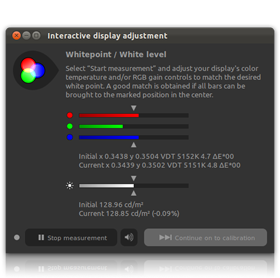 Interactive display adjustment
Whitepoint / White level
Select "Start measurement" and adjust your display's color
temperature and/or RGB gain controls to match the desired
white point. A good match is obtained if all bars can be
brought to the marked position in the center.
Initial x 0.3438 y 0.3504 VDT 5152K 4.7 ΔE*00
Current x 0.3439 y 0.3502 VDT 5151K 4.8 ΔE*00
Initial 128.96 cd/m²
Current 128.85 cd/m² (-0.09%)
Stop measurement
Continue on to calibration